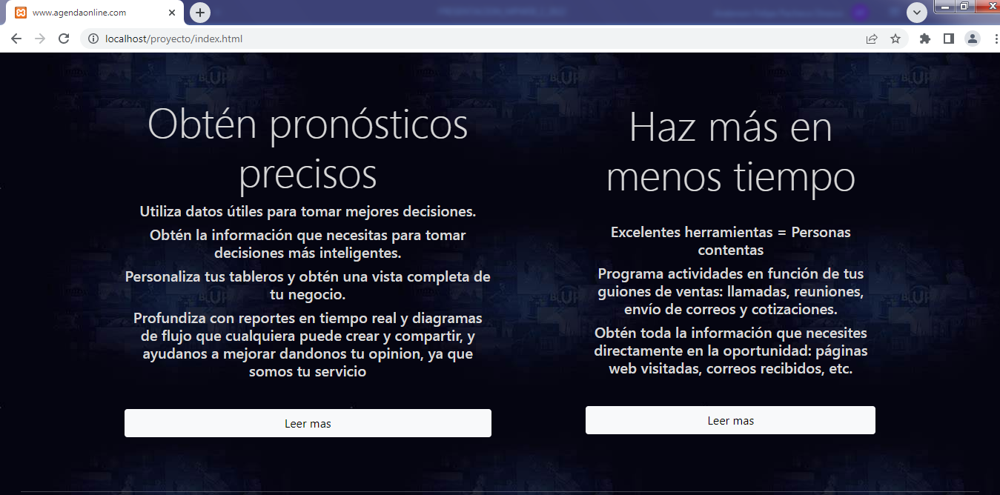 www.agendaonline.com
localhost/proyecto/index.html
Obtén pronósticos
precisos
Utiliza datos útiles para tomar mejores decisiones.
Obtén la información que necesitas para tomar
decisiones más inteligentes.
Personaliza tus tableros y obtén una vista completa de
tu negocio.
Profundiza con reportes en tiempo real y diagramas
de flujo que cualquiera puede crear y compartir, y
ayudanos a mejorar dandonos tu opinion, ya que
somos tu servicio
Leer mas
Haz más en
menos tiempo
Excelentes herramientas = Personas
contentas
Programa actividades en función de tus
guiones de ventas: llamadas, reuniones,
envío de correos y cotizaciones.
Obtén toda la información que necesites
directamente en la oportunidad: páginas
web visitadas, correos recibidos, etc.
Leer mas